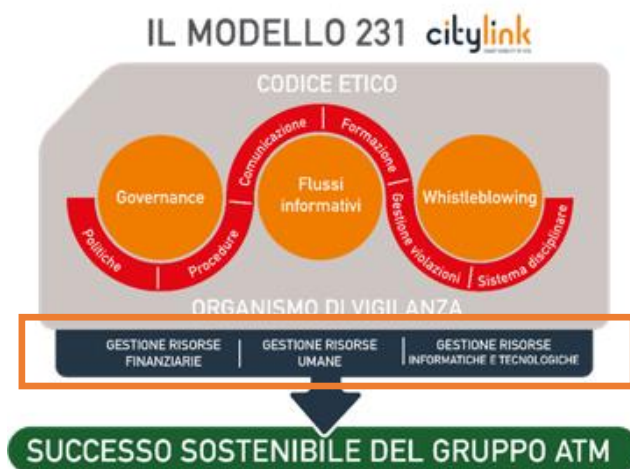 IL MODELLO 231 citylink
CODICE ETICO
Comunicazione | Formazione
Governance
Flussi
informativi
Whistleblowing
Politiche | Procedure
Gestione violazioni | Sistema disciplinare
ORGANISMO DI VIGILANZA
GESTIONE RISORSE
FINANZIARIE
GESTIONE RISORSE
UMANE
GESTIONE RISORSE
INFORMATICHE E TECNOLOGICHE
SUCCESSO SOSTENIBILE DEL GRUPPO ATM